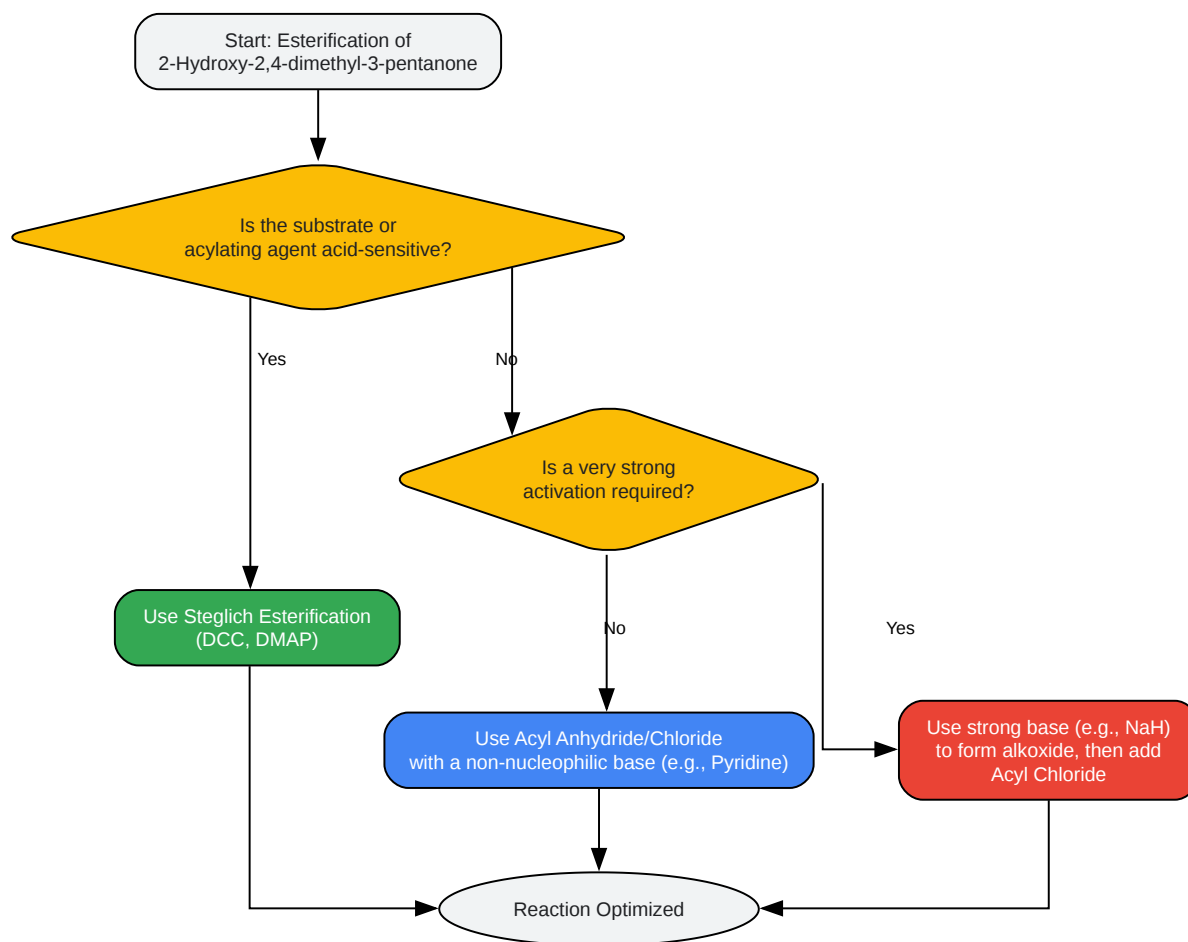 Start: Esterification of
2-Hydroxy-2,4-dimethyl-3-pentanone
Is the substrate or
acylating agent acid-sensitive?
Yes
No
Is a very strong
activation required?
Use Steglich Esterification
(DCC, DMAP)
No
Yes
Use Acyl Anhydride/Chloride
with a non-nucleophilic base (e.g., Pyridine)
Use strong base (e.g., NaH)
to form alkoxide, then add
Acyl Chloride
Reaction Optimized